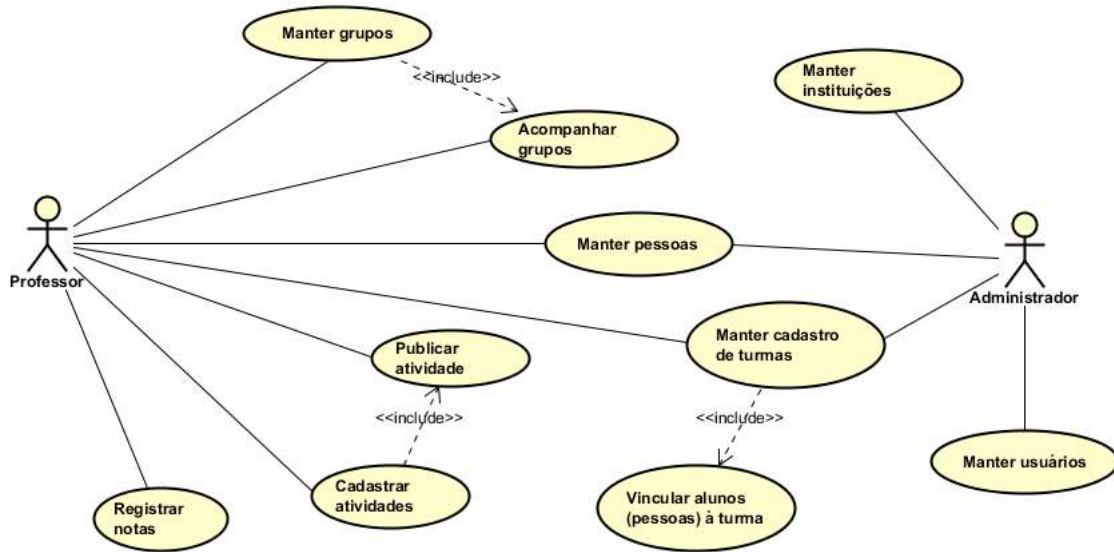 Manter grupos
<<include>>
Manter
instituições
Acompanhar
grupos
Manter pessoas
Professor
Administrador
Manter cadastro
de turmas
Publicar
atividade
<<include>>
<<include>>
Manter usuários
Cadastrar
atividades
Vincular alunos
(pessoas) à turma
Registrar
notas